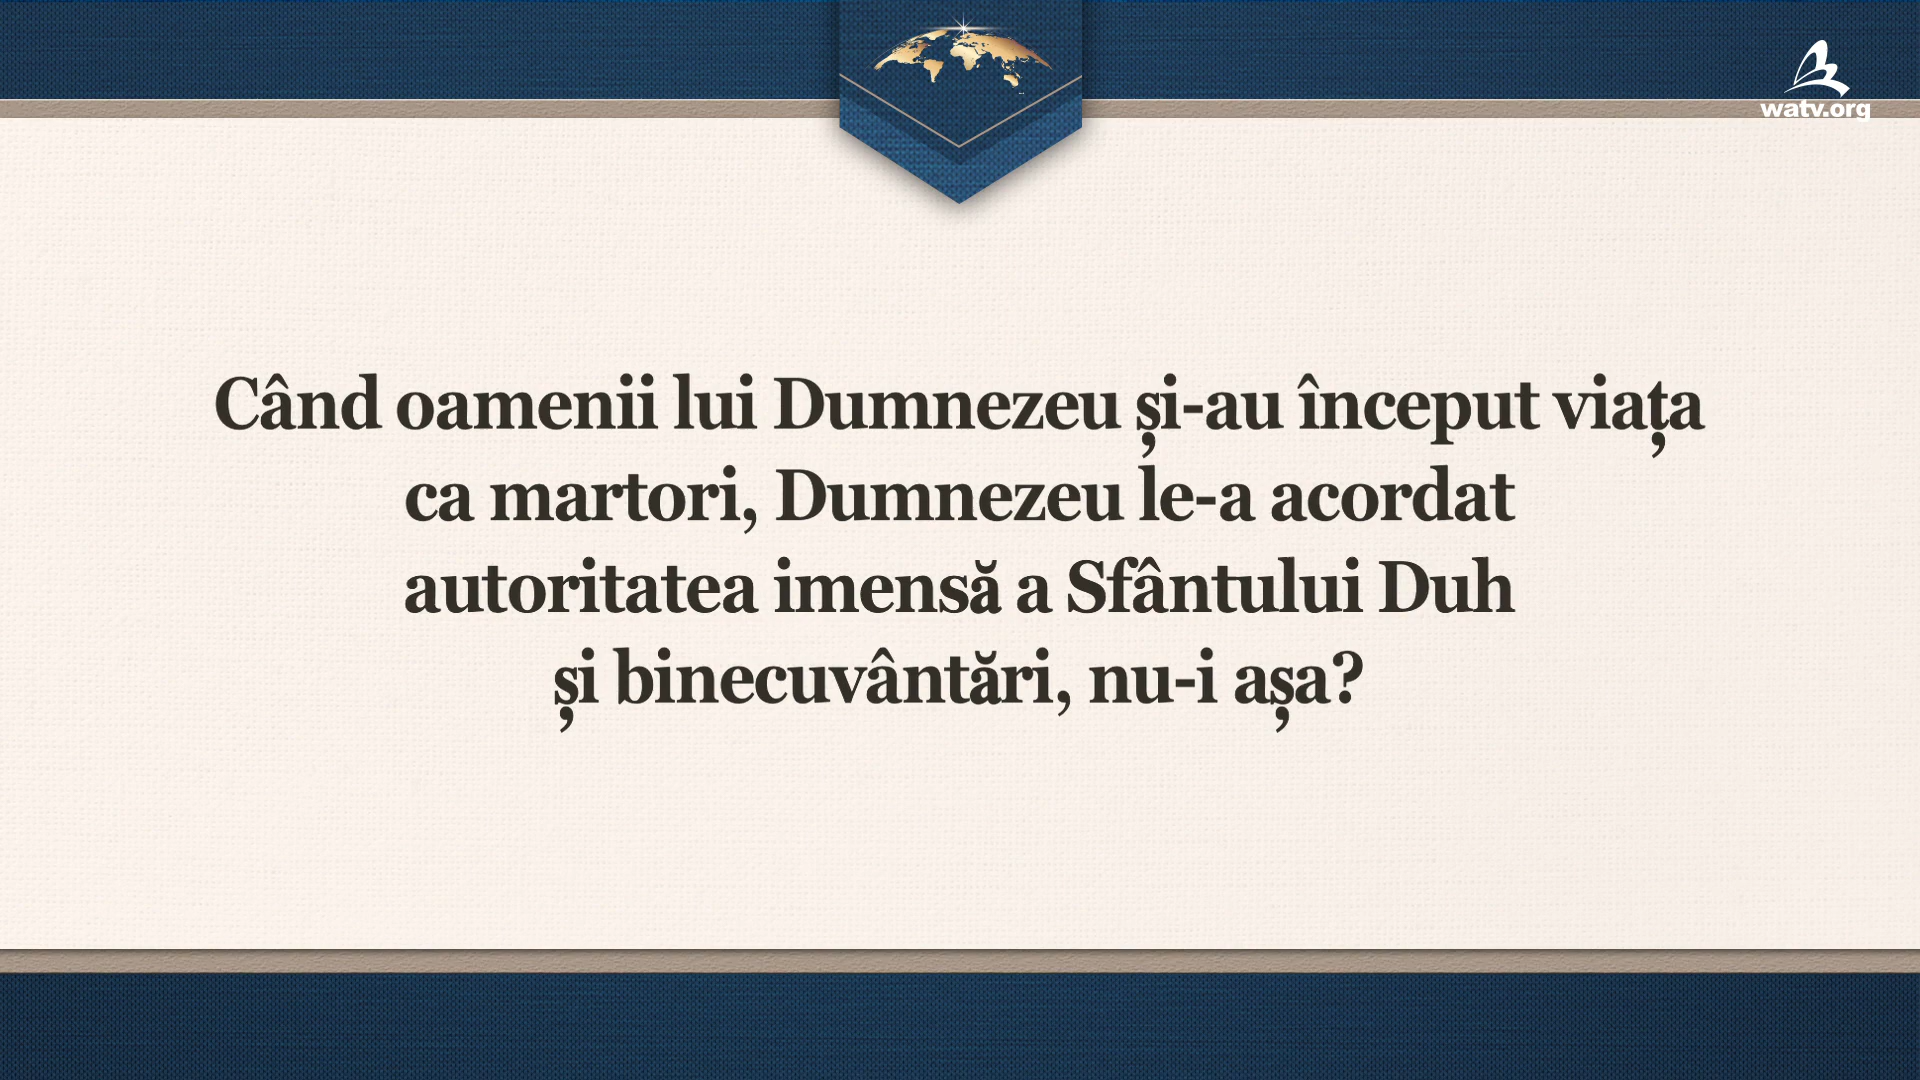 watv.org
Când oamenii lui Dumnezeu și-au început viața
ca martori, Dumnezeu le-a acordat
autoritatea imensă a Sfântului Duh
și binecuvântări, nu-i așa?